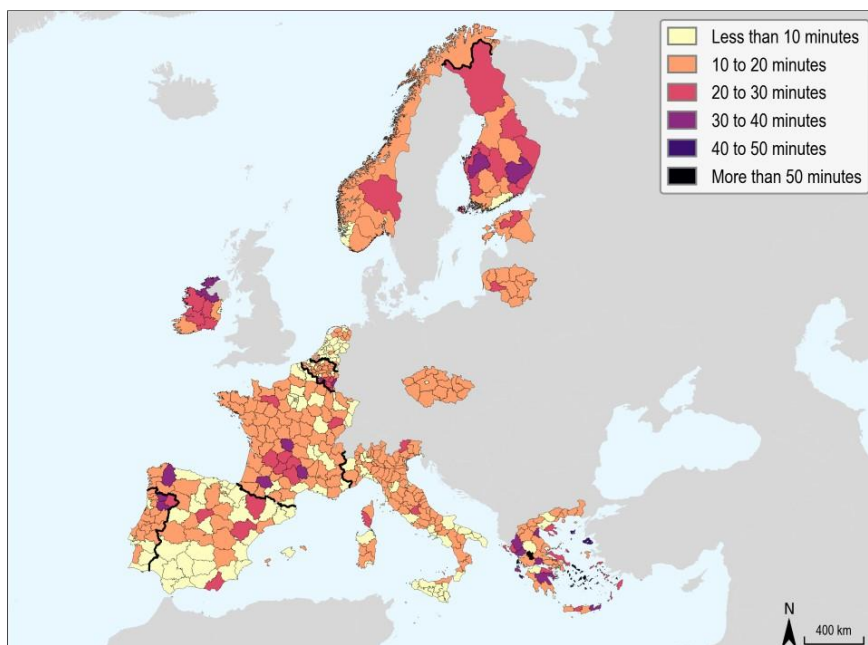 Less than 10 minutes
10 to 20 minutes
20 to 30 minutes
30 to 40 minutes
40 to 50 minutes
More than 50 minutes
N
400 km